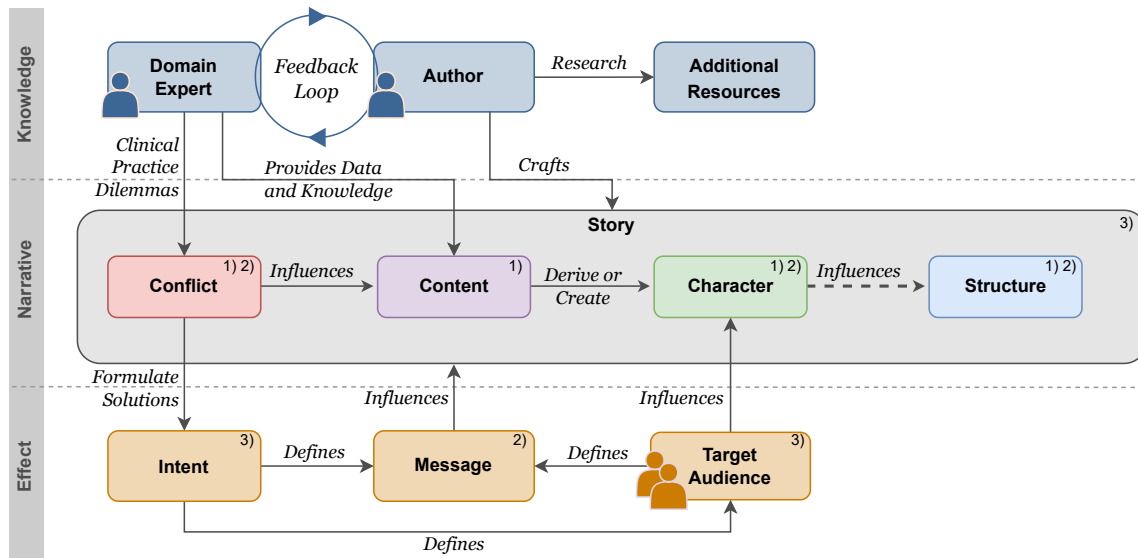 Knowledge
Domain
Expert
Feedback
Loop
Author
Research
Additional
Resources
Clinical
Practice
Dilemmas
Provides Data
and Knowledge
Crafts
Narrative
Story
3)
1) 2)
Conflict
Influences
1)
Content
Derive or
Create
1) 2)
Character
Influences
1) 2)
Structure
Formulate
Solutions
Influences
Influences
Effect
3)
Intent
Defines
2)
Message
Defines
3)
Target
Audience
Defines